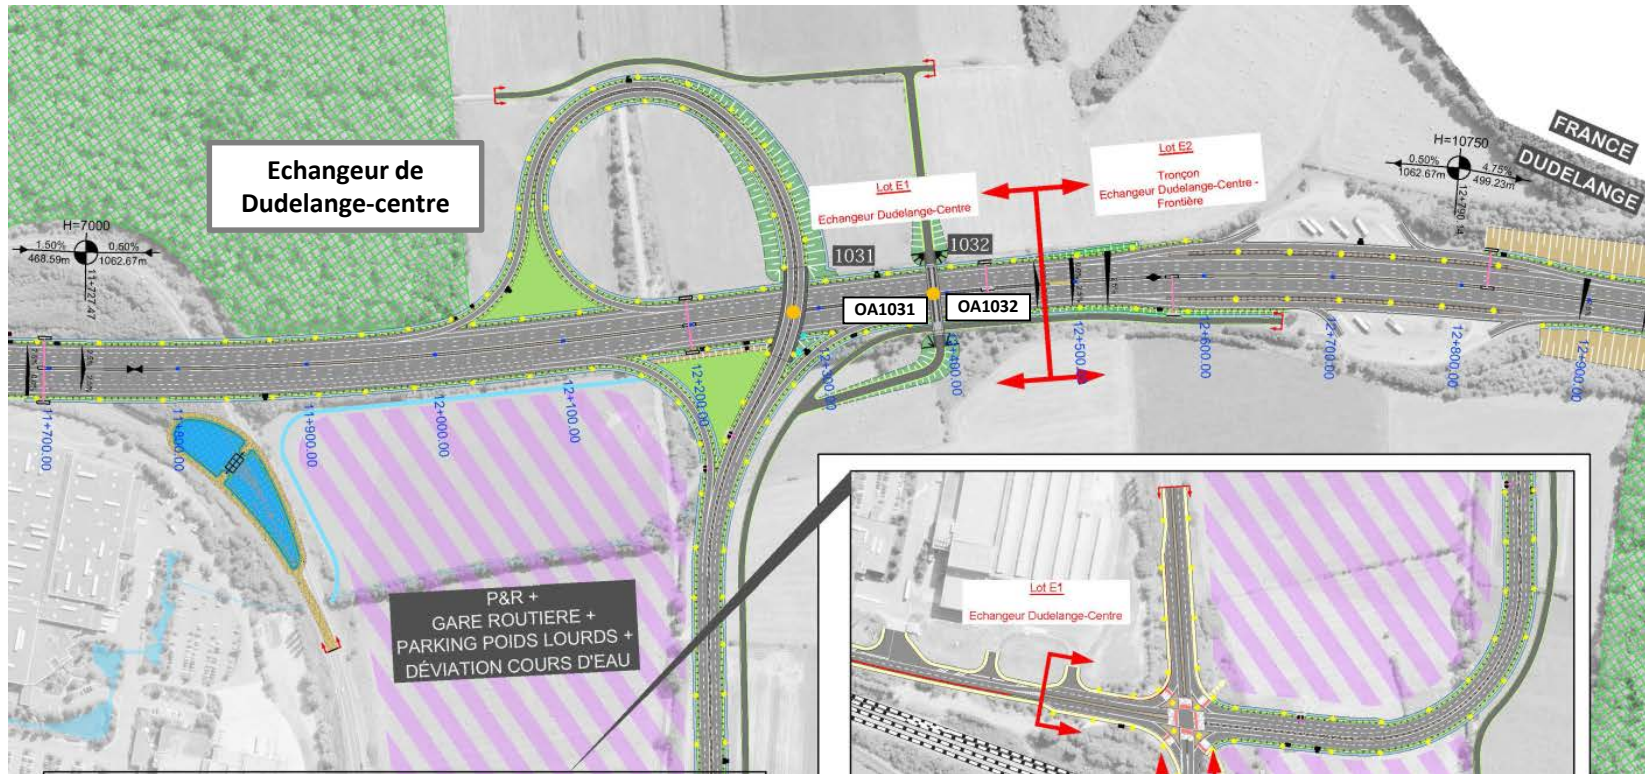 Echangeur de
Dudelange-centre
H=7000
1.50%
0.60%
468.59m
1062.67m
11+727.47
Lot E1
Echangeur Dudelange-Centre
Lot E2
Tronçon
Echangeur Dudelange-Centre -
Frontière
H=10750
0.50%
4.75%
1062.67m
499.23m
12+790.18
FRANCE
DUDELANGE
1031
1032
OA1031
OA1032
11+700.00
11+800.00
11+900.00
12+000.00
12+100.00
12+200.00
12+300.00
12+400.00
12+500.00
12+600.00
12+700.00
12+800.00
12+900.00
P&R +
GARE ROUTIERE +
PARKING POIDS LOURDS +
DÉVIATION COURS D'EAU
Lot E1
Echangeur Dudelange-Centre